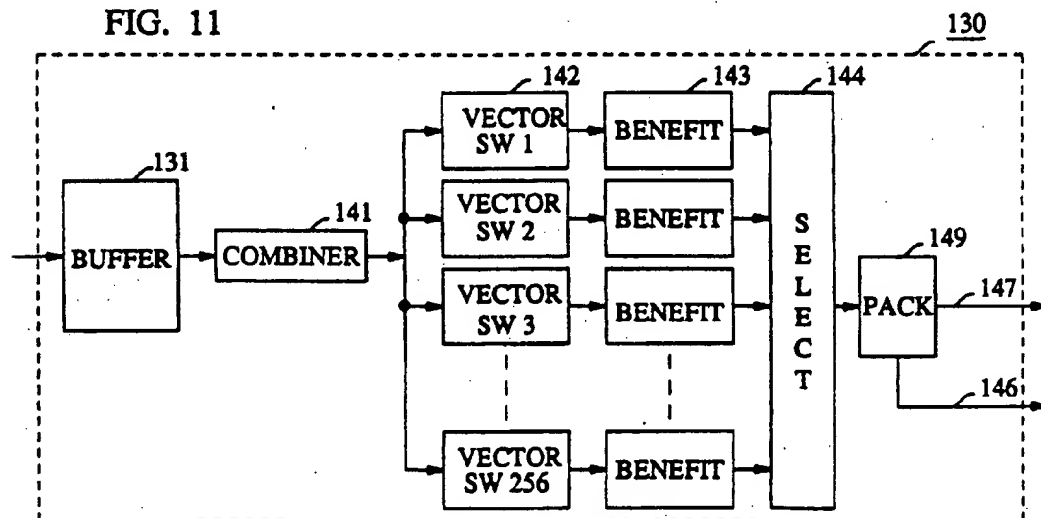 FIG. 11
130
142
143
144
VECTOR
SW 1
BENEFIT
131
BUFFER
141
COMBINER
VECTOR
SW 2
BENEFIT
VECTOR
SW 3
BENEFIT
VECTOR
SW 256
BENEFIT
SELECT
149
PACK
147
146